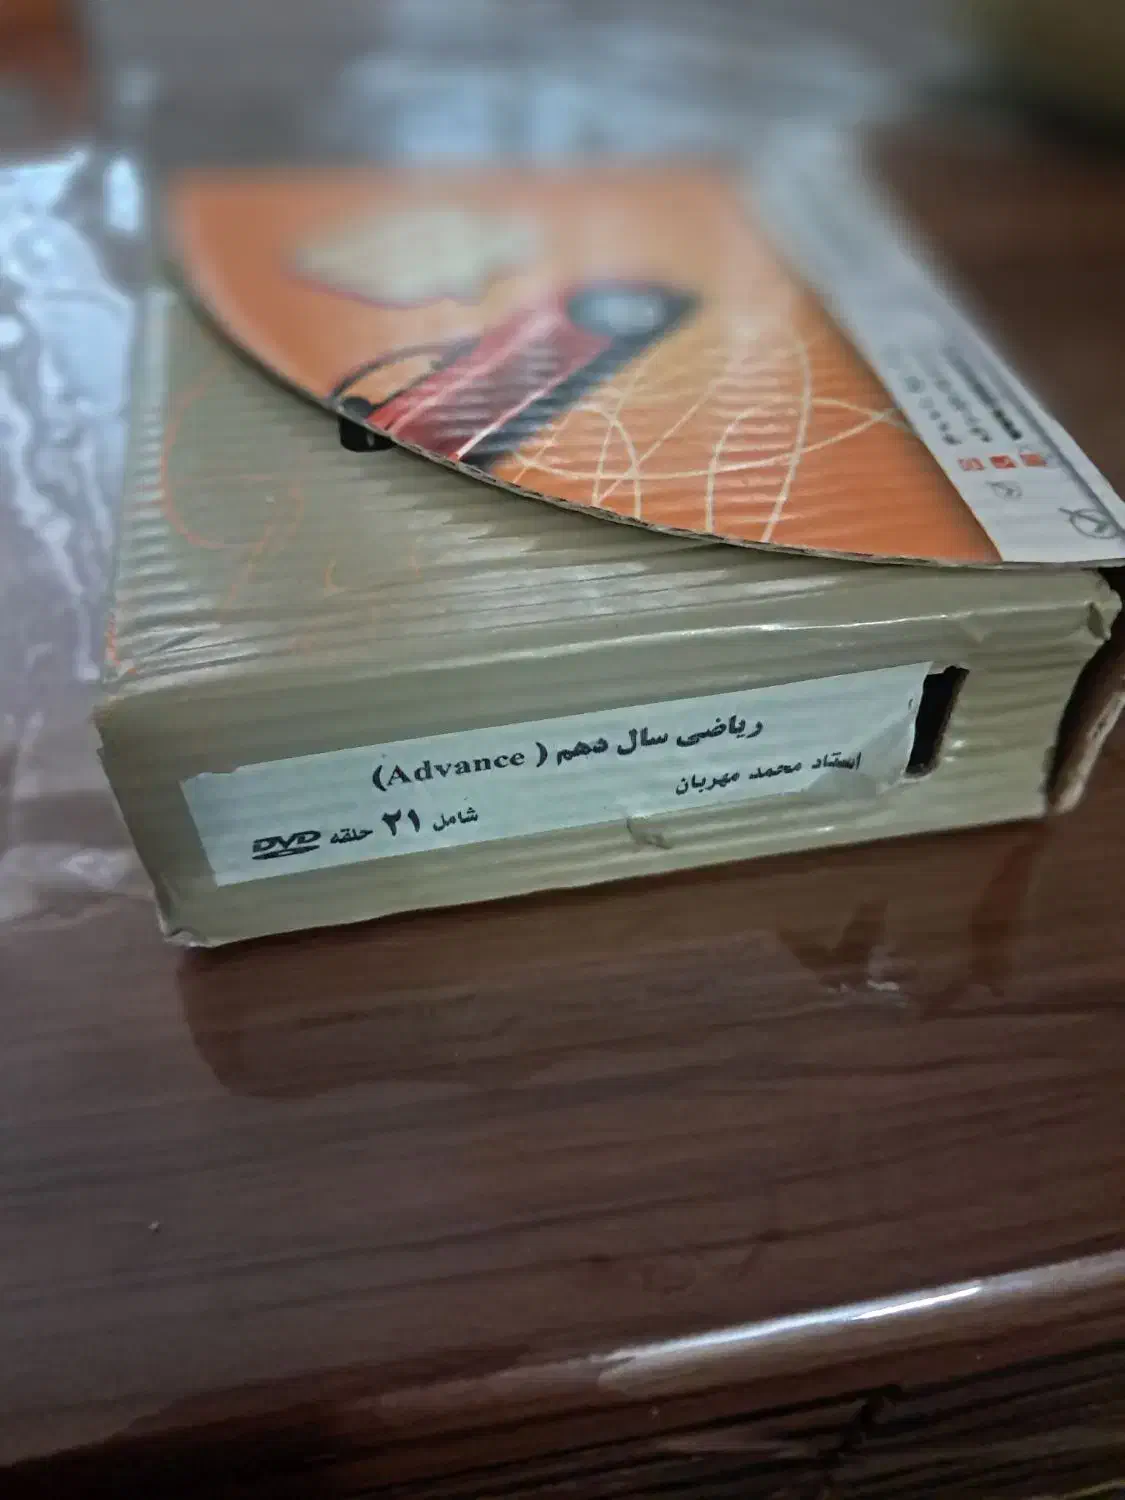 ریاضی سال دهم ( Advance)
استاد محمد مهربان
شامل ۲۱ حلقه DVD